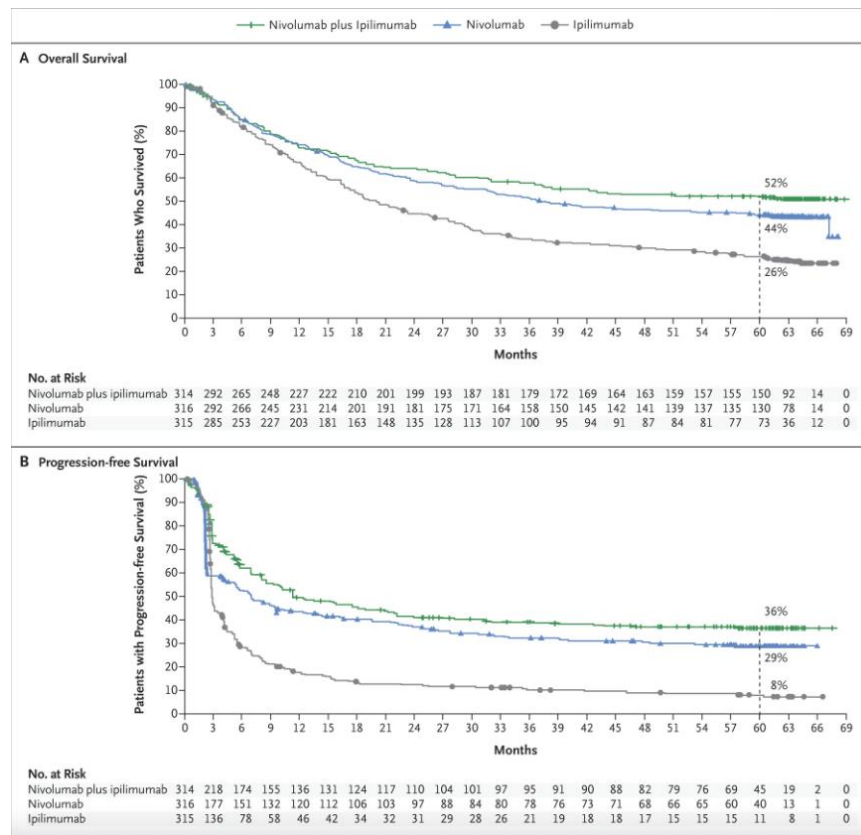 Nivolumab plus Ipilimumab Nivolumab Ipilimumab
A Overall Survival
Patients Who Survived (%)
100
90
80
70
60
50
40
30
20
10
0
52%
44%
26%
0 3 6 9 12 15 18 21 24 26 27 30 33 36 39 42 45 48 51 54 57 60 63 66 69
Months
No. at Risk
Nivolumab plus ipilimumab 314 292 265 248 227 222 210 201 199 193 187 181 179 172 169 164 163 159 157 155 150 92 14 0
Nivolumab 316 292 266 245 231 214 201 191 181 175 171 164 158 150 145 142 141 139 137 135 130 78 14 0
Ipilimumab 315 285 253 227 203 181 163 148 135 128 113 107 100 95 94 91 87 84 81 77 73 36 12 0
B Progression-free Survival
Patients with Progression-free Survival (%)
100
90
80
70
60
50
40
30
20
10
0
36%
29%
8%
0 3 6 9 12 15 18 21 24 27 30 33 36 39 42 45 48 51 54 57 60 63 66 69
Months
No. at Risk
Nivolumab plus ipilimumab 314 218 174 155 136 131 124 117 110 104 101 97 95 91 90 88 82 79 76 69 45 19 2 0
Nivolumab 316 177 151 132 120 112 106 103 97 88 84 80 78 76 73 71 68 66 65 60 40 13 1 0
Ipilimumab 315 136 78 58 46 42 34 32 31 29 28 26 21 19 18 18 17 15 15 15 11 8 1 0